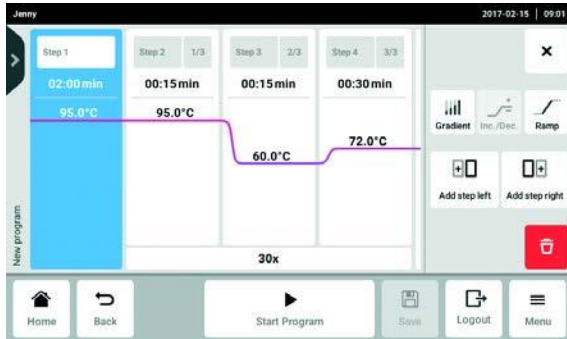 Jenny
2017-02-15 | 09:01
Step 1
Step 2 1/3
Step 3 2/3
Step 4 3/3
02:00 min
00:15 min
00:15 min
00:30 min
95.0°C
95.0°C
60.0°C
72.0°C
30x
New program
Gradient
Inc./Dec.
Ramp
Add step left
Add step right
Home
Back
Start Program
Save
Logout
Menu